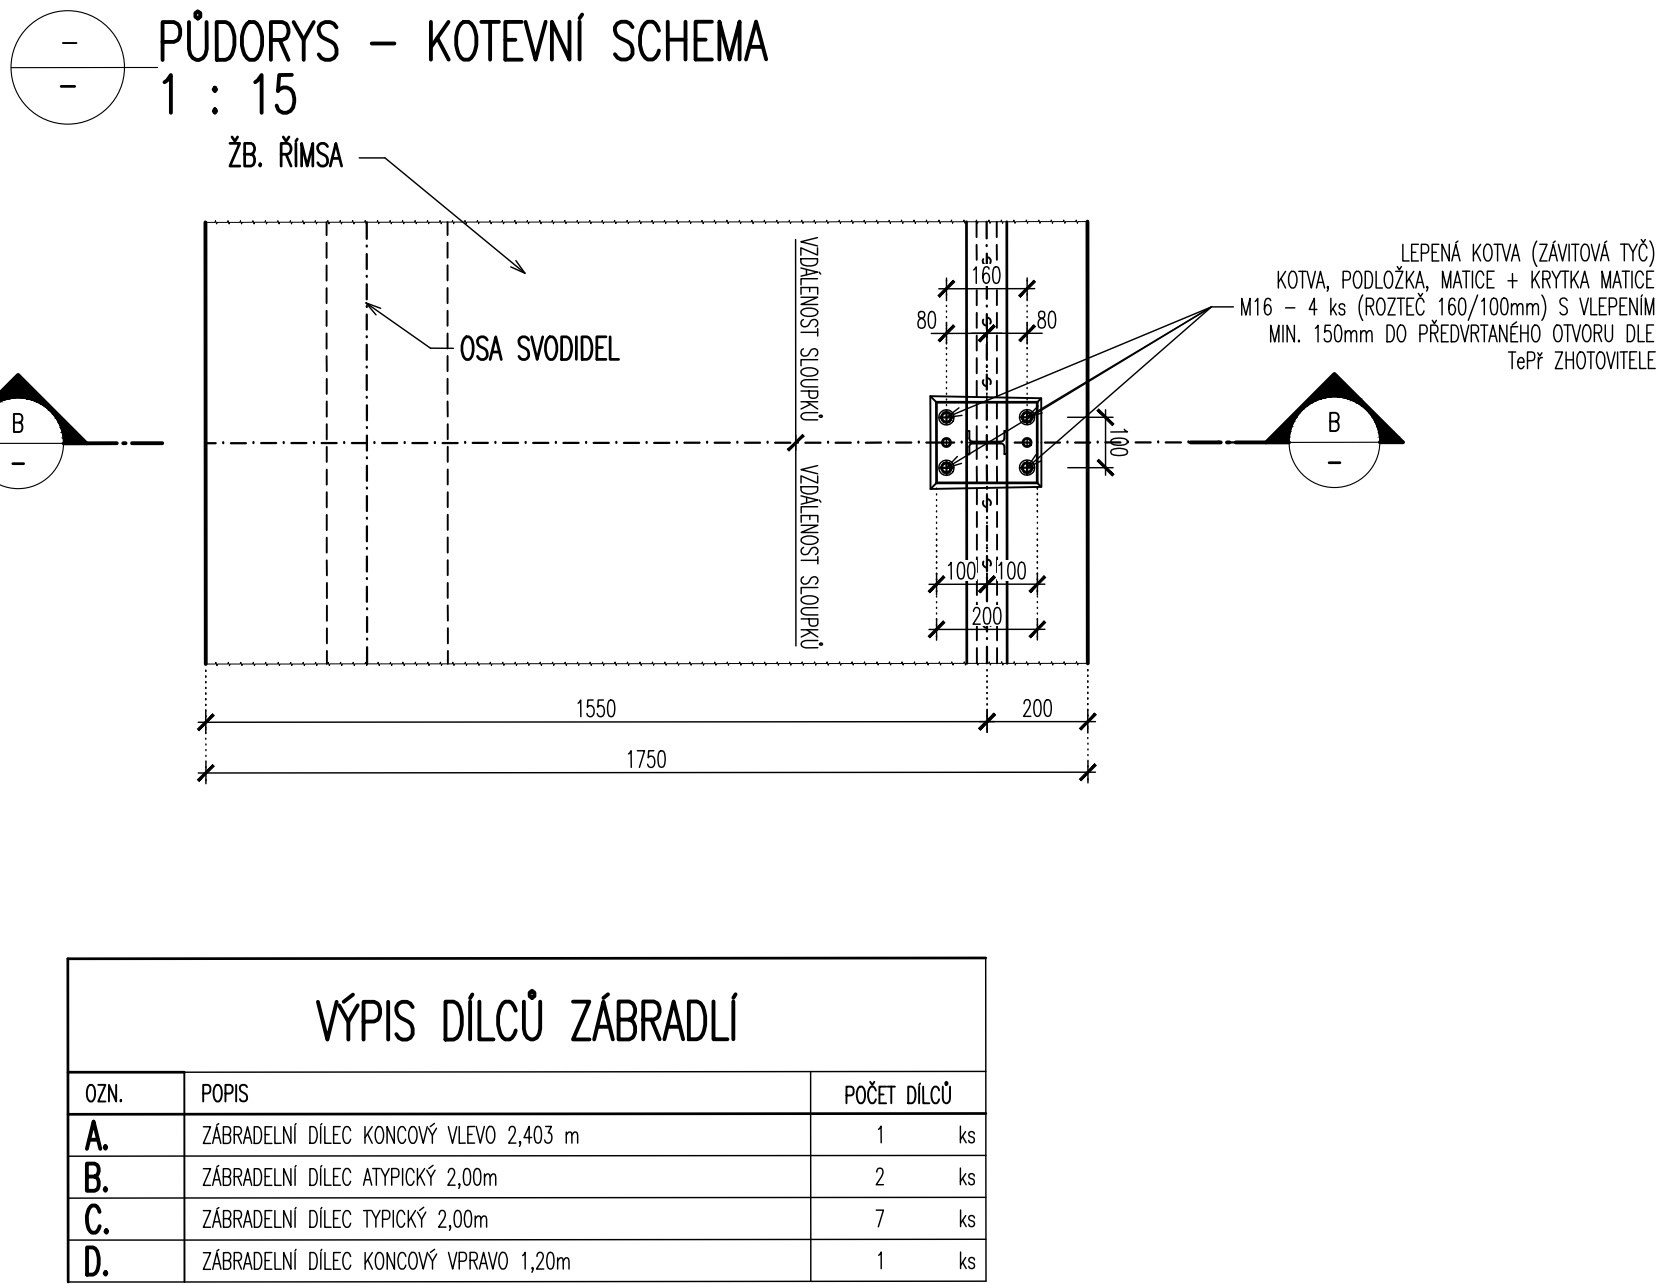 –
–
PŮDORYS – KOTEVNÍ SCHEMA
1 : 15
ŽB. ŘÍMSA
OSA SVODIDEL
VZDÁLENOST SLOUPKŮ
VZDÁLENOST SLOUPKŮ
S
160
S
80
80
S
100
S
S
100
100
200
LEPENÁ KOTVA (ZÁVITOVÁ TYČ)
KOTVA, PODLOŽKA, MATICE + KRYTKA MATICE
M16 – 4 ks (ROZTEČ 160/100mm) S VLEPENÍM
MIN. 150mm DO PŘEDVRTANÉHO OTVORU DLE
TePř ZHOTOVITELE
B
–
B
–
1550
200
1750
VÝPIS DÍLCŮ ZÁBRADLÍ
OZN. POPIS POČET DÍLCŮ
A. ZÁBRADELNÍ DÍLEC KONCOVÝ VLEVO 2,403 m 1 ks
B. ZÁBRADELNÍ DÍLEC ATYPICKÝ 2,00m 2 ks
C. ZÁBRADELNÍ DÍLEC TYPICKÝ 2,00m 7 ks
D. ZÁBRADELNÍ DÍLEC KONCOVÝ VPRAVO 1,20m 1 ks